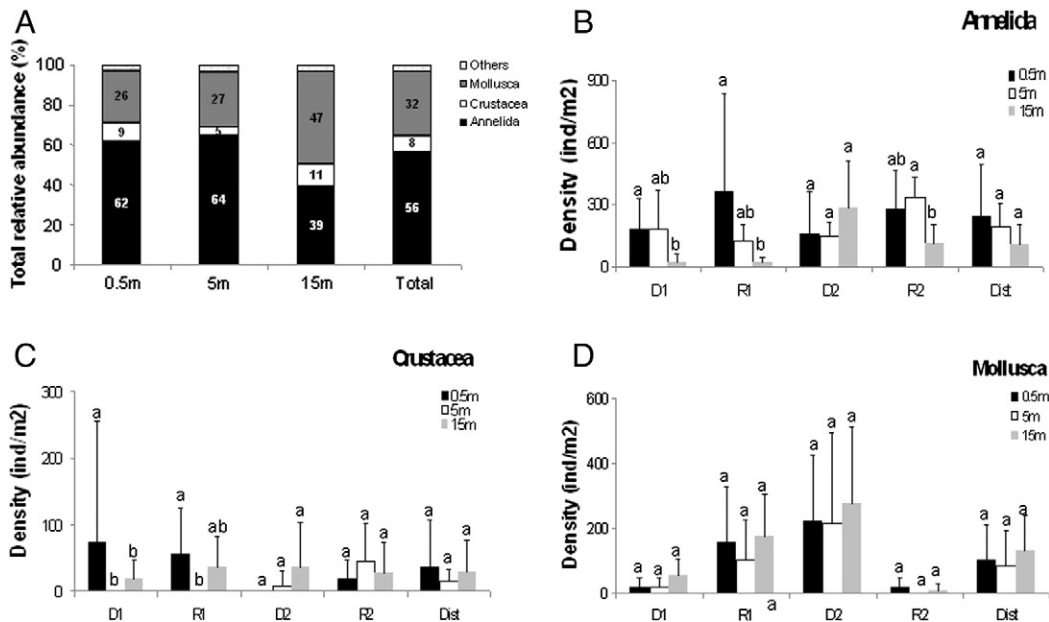 A
Total relative abundance (%)
100
80
60
40
20
0
26
9
62
27
5
64
47
11
39
32
8
56
0.5m
5m
15m
Total
Others
Mollusca
Crustacea
Annelida
B
Annelida
Density (ind/m2)
900
600
300
0
0.5m
5m
15m
a ab b
a ab b
a a a
ab a b
a a a
D1 R1 D2 R2 Dist
C
Crustacea
Density (ind/m2)
300
200
100
0
0.5m
5m
15m
a b b
a b ab
a a a
a a a
a a a
D1 R1 D2 R2 Dist
D
Mollusca
Density (ind/m2)
600
400
200
0
0.5m
5m
15m
a a a
a a a
a a a
a a a
a a a
D1 R1 a D2 R2 Dist